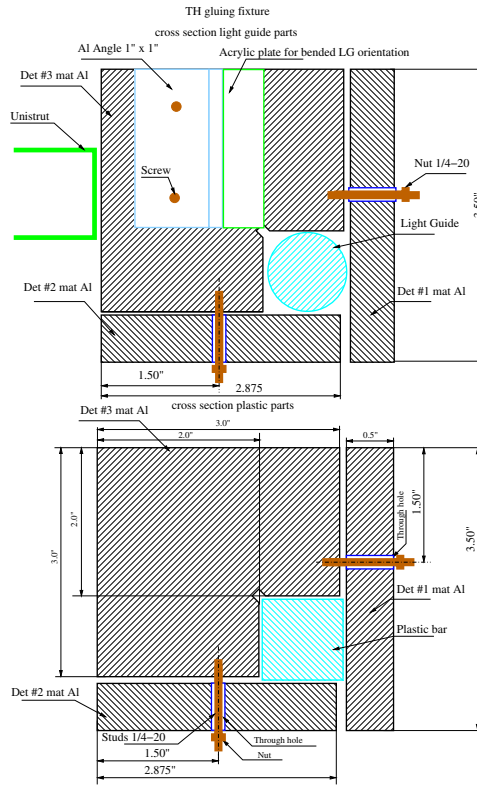 TH gluing fixture
cross section light guide parts
Al Angle 1" x 1"
Acrylic plate for bended LG orientation
Det #3 mat Al
Unistrut
Nut 1/4−20
Screw
Light Guide
Det #2 mat Al
Det #1 mat Al
1.50"
2.875
cross section plastic parts
Det #3 mat Al
3.0"
2.0"
0.5"
2.0"
3.0"
Through hole
1.50"
3.50"
Det #1 mat Al
Plastic bar
Det #2 mat Al
Studs 1/4−20
Through hole
1.50"
Nut
2.875"